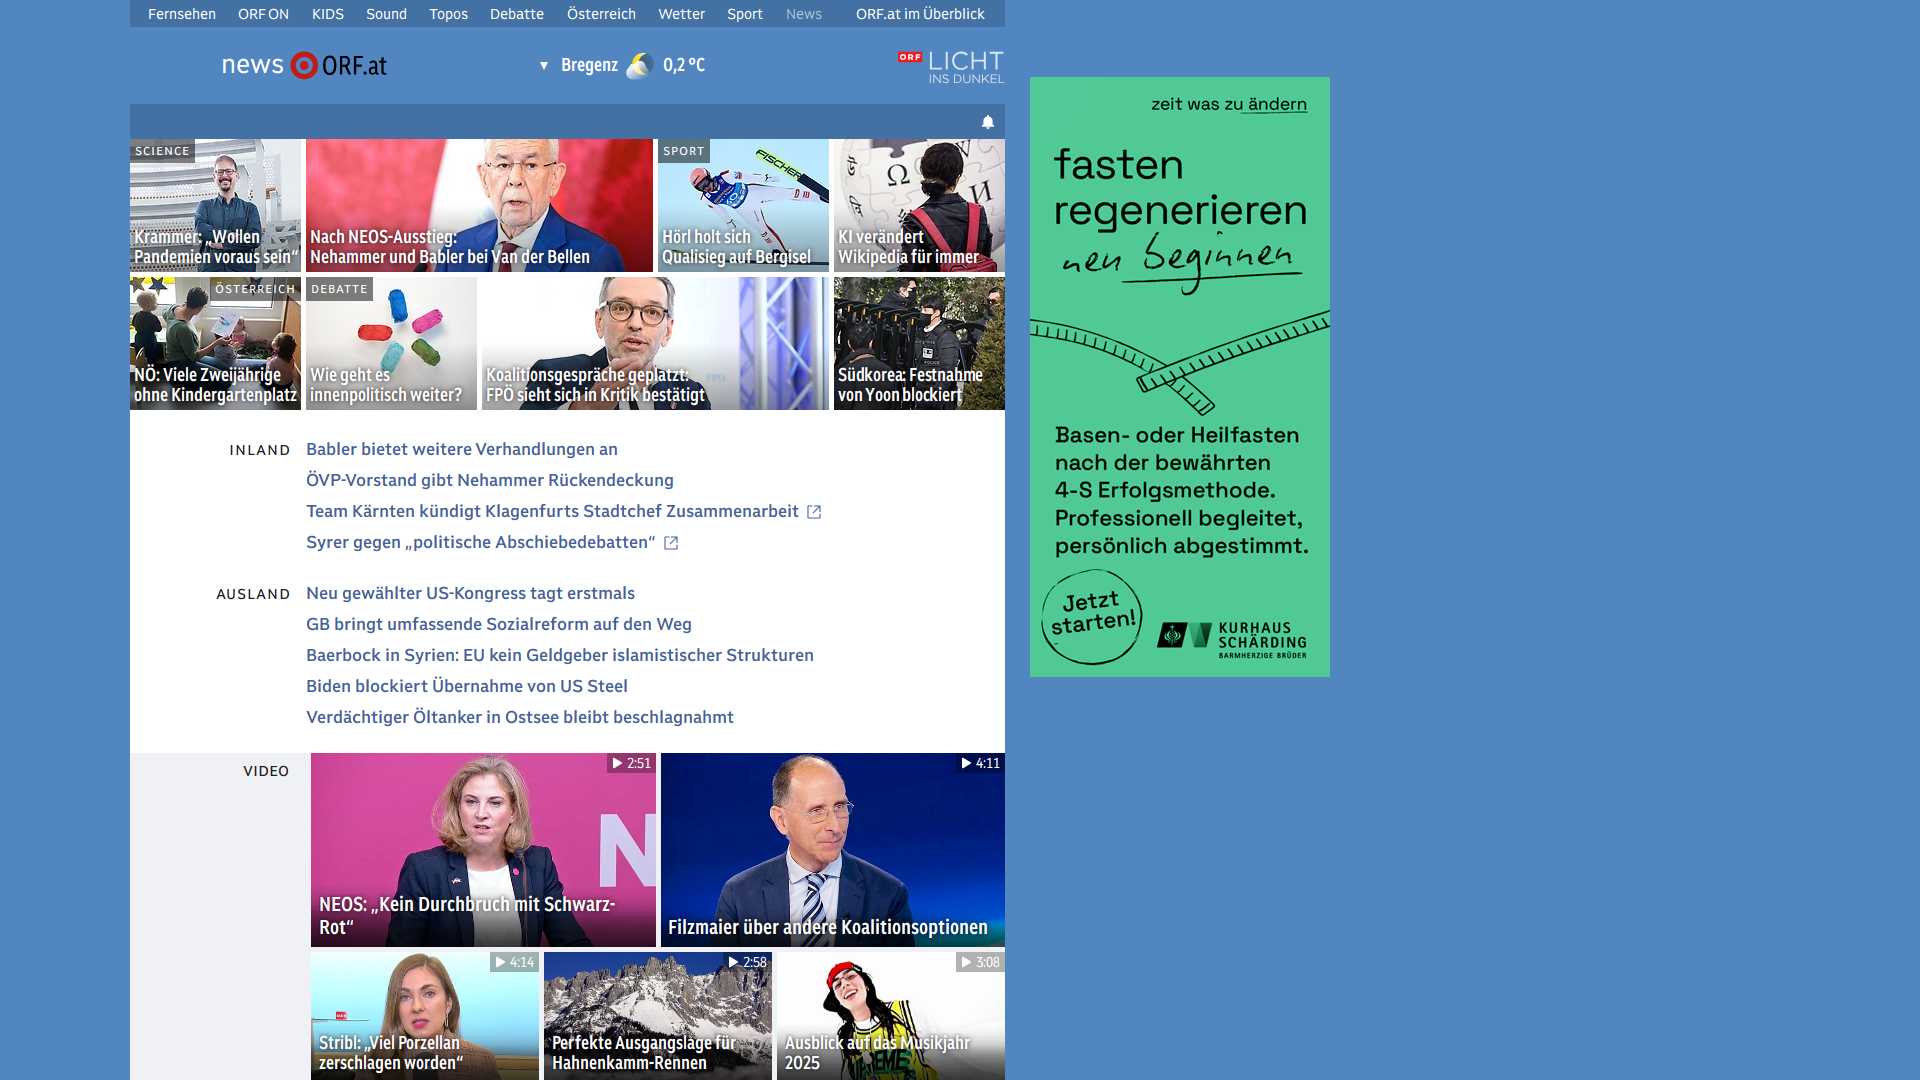 Fernsehen ORF ON KIDS Sound Topos Debatte Österreich Wetter Sport News ORF.at im Überblick
news ORF.at
▼ Bregenz 0,2 °C
ORF LICHT
INS DUNKEL
SCIENCE
Krammer: „Wollen
Pandemien voraus sein“
Nach NEOS-Ausstieg:
Nehammer und Babler bei Van der Bellen
SPORT
FISCHER
Hörl holt sich
Qualisieg auf Bergisel
Ω
И
KI verändert
Wikipedia für immer
ÖSTERREICH
NÖ: Viele Zweijährige
ohne Kindergartenplatz
DEBATTE
Wie geht es
innenpolitisch weiter?
Koalitionsgespräche geplatzt:
FPÖ sieht sich in Kritik bestätigt
Südkorea: Festnahme
von Yoon blockiert
INLAND
Babler bietet weitere Verhandlungen an
ÖVP-Vorstand gibt Nehammer Rückendeckung
Team Kärnten kündigt Klagenfurts Stadtchef Zusammenarbeit
Syrer gegen „politische Abschiebedebatten“
AUSLAND
Neu gewählter US-Kongress tagt erstmals
GB bringt umfassende Sozialreform auf den Weg
Baerbock in Syrien: EU kein Geldgeber islamistischer Strukturen
Biden blockiert Übernahme von US Steel
Verdächtiger Öltanker in Ostsee bleibt beschlagnahmt
VIDEO
2:51
N
NEOS: „Kein Durchbruch mit Schwarz-
Rot“
4:11
Filzmaier über andere Koalitionsoptionen
4:14
Stribl: „Viel Porzellan
zerschlagen worden“
2:58
Perfekte Ausgangslage für
Hahnenkamm-Rennen
3:08
Ausblick auf das Musikjahr
2025
zeit was zu ändern
fasten
regenerieren
neu beginnen
Basen- oder Heilfasten
nach der bewährten
4-S Erfolgsmethode.
Professionell begleitet,
persönlich abgestimmt.
Jetzt
starten!
KURHAUS
SCHÄRDING
BARMHERZIGE BRÜDER